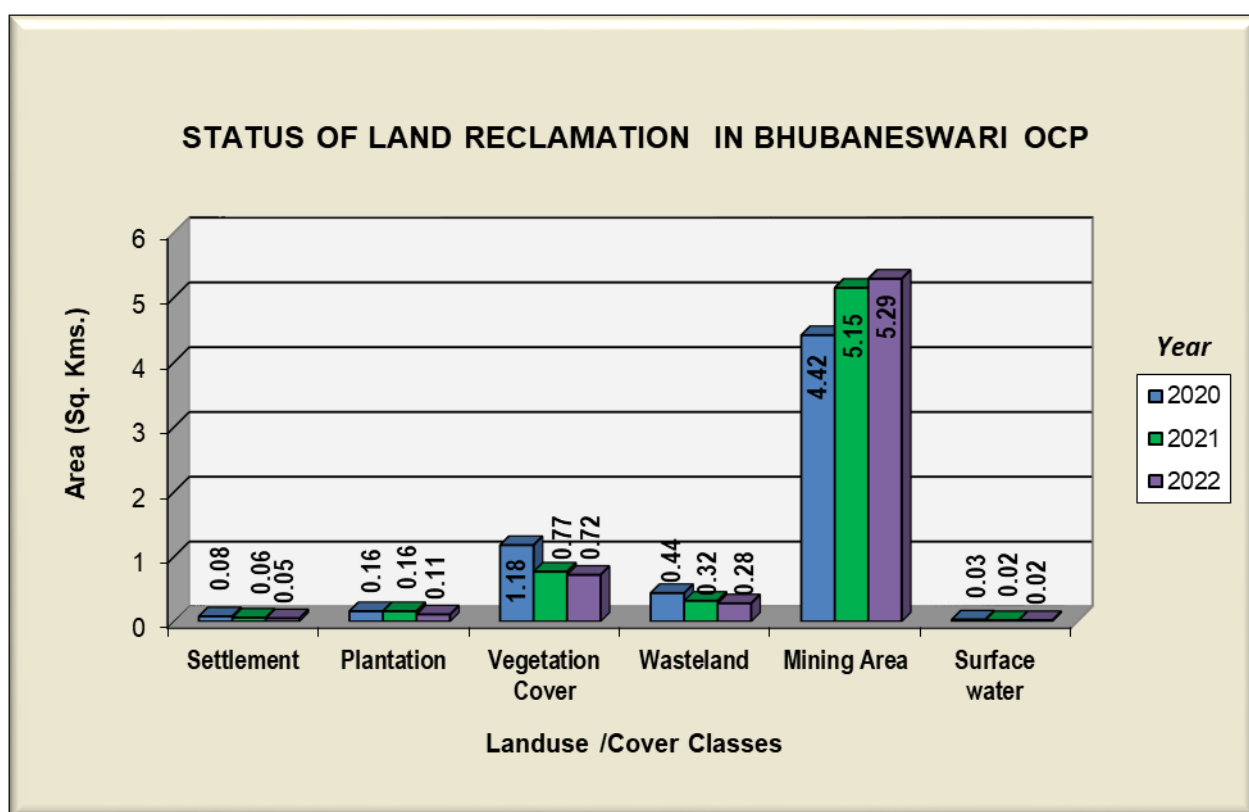 STATUS OF LAND RECLAMATION IN BHUBANESWARI OCP
6
5
4
3
2
1
0
Area (Sq. Kms.)
0.08
0.06
0.05
0.16
0.16
0.11
1.18
0.77
0.72
0.44
0.32
0.28
4.42
5.15
5.29
0.03
0.02
0.02
Settlement
Plantation
Vegetation
Cover
Wasteland
Mining Area
Surface
water
Landuse /Cover Classes
Year
2020
2021
2022